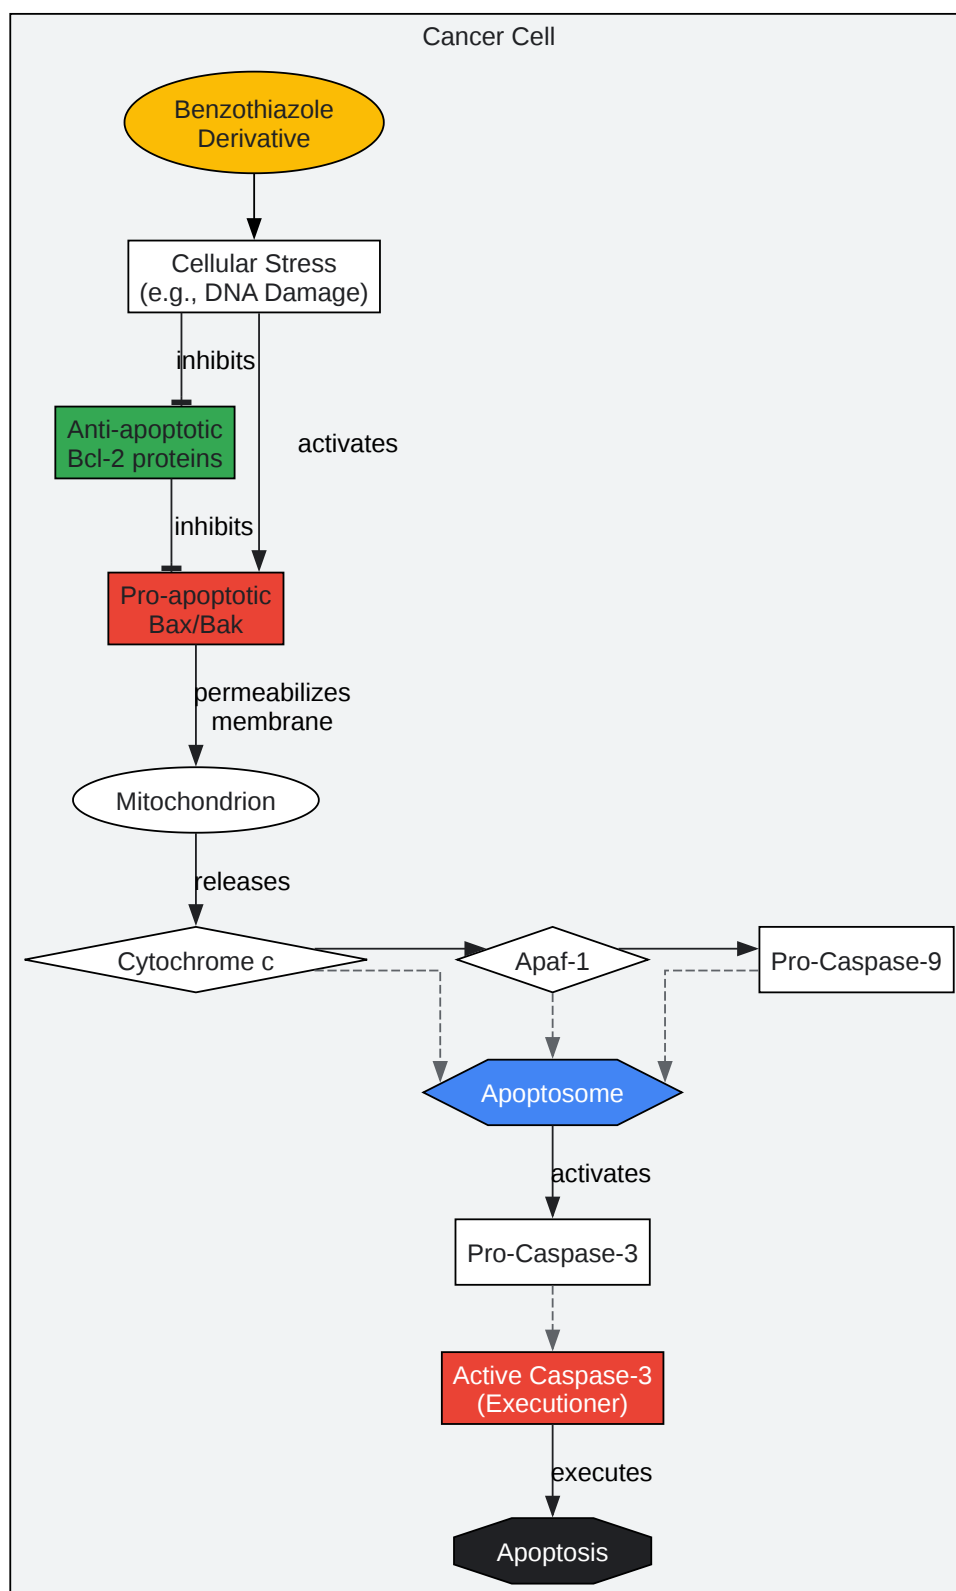 Cancer Cell
Benzothiazole
Derivative
Cellular Stress
(e.g., DNA Damage)
inhibits
Anti-apoptotic
Bcl-2 proteins
activates
inhibits
Pro-apoptotic
Bax/Bak
permeabilizes
membrane
Mitochondrion
releases
Cytochrome c
Apaf-1
Pro-Caspase-9
Apoptosome
activates
Pro-Caspase-3
Active Caspase-3
(Executioner)
executes
Apoptosis